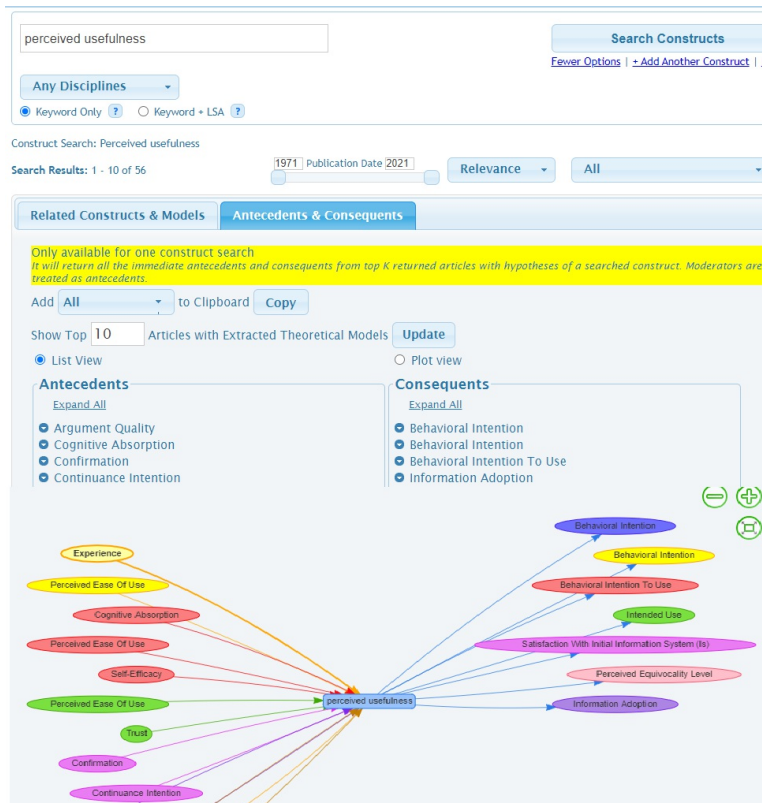 perceived usefulness
Search Constructs
Fewer Options | + Add Another Construct |
Any Disciplines
Keyword Only ? Keyword + LSA ?
Construct Search: Perceived usefulness
Search Results: 1 - 10 of 56
1971 Publication Date 2021
Relevance
All
Related Constructs & Models
Antecedents & Consequents
Only available for one construct search
It will return all the immediate antecedents and consequents from top K returned articles with hypotheses of a searched construct. Moderators are
treated as antecedents.
Add All to Clipboard Copy
Show Top 10 Articles with Extracted Theoretical Models Update
List View
Plot view
Antecedents
Expand All
Argument Quality
Cognitive Absorption
Confirmation
Continuance Intention
Consequents
Expand All
Behavioral Intention
Behavioral Intention
Behavioral Intention To Use
Information Adoption
Experience
Perceived Ease Of Use
Cognitive Absorption
Perceived Ease Of Use
Self-Efficacy
Perceived Ease Of Use
Trust
Confirmation
Continuance Intention
perceived usefulness
Behavioral Intention
Behavioral Intention
Behavioral Intention To Use
Intended Use
Satisfaction With Initial Information System (Is)
Perceived Equivocality Level
Information Adoption